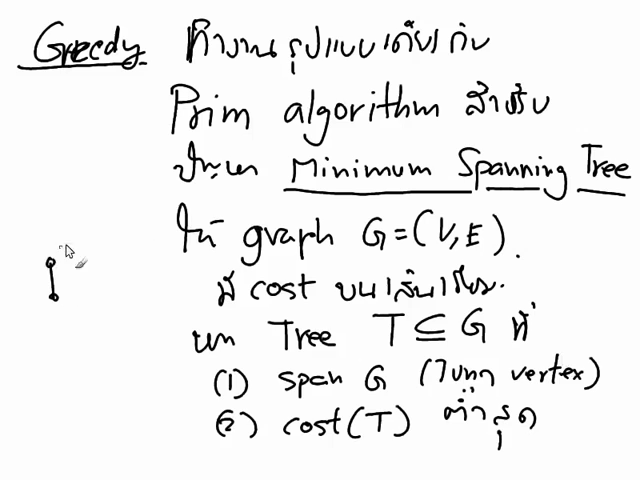 Greedy ทำงานรูปแบบเดียวกับ
Prim algorithm สำหรับ
ปัญหา Minimum Spanning Tree
ให้ graph G=(V,E).
มี cost บนเส้นเชื่อม.
หา Tree T ⊆ G ที่
(1) span G (ไปทุก vertex)
(2) cost(T) ต่ำสุด